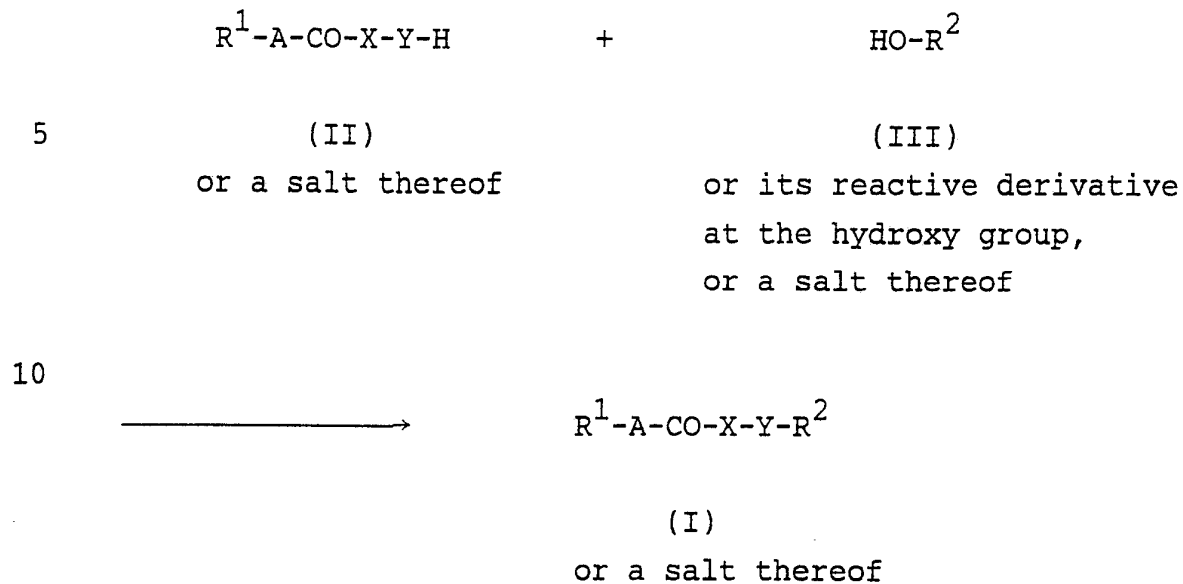 R¹-A-CO-X-Y-H + HO-R²
5 (II) (III)
or a salt thereof or its reactive derivative
at the hydroxy group,
or a salt thereof
10
R¹-A-CO-X-Y-R²
(I)
or a salt thereof